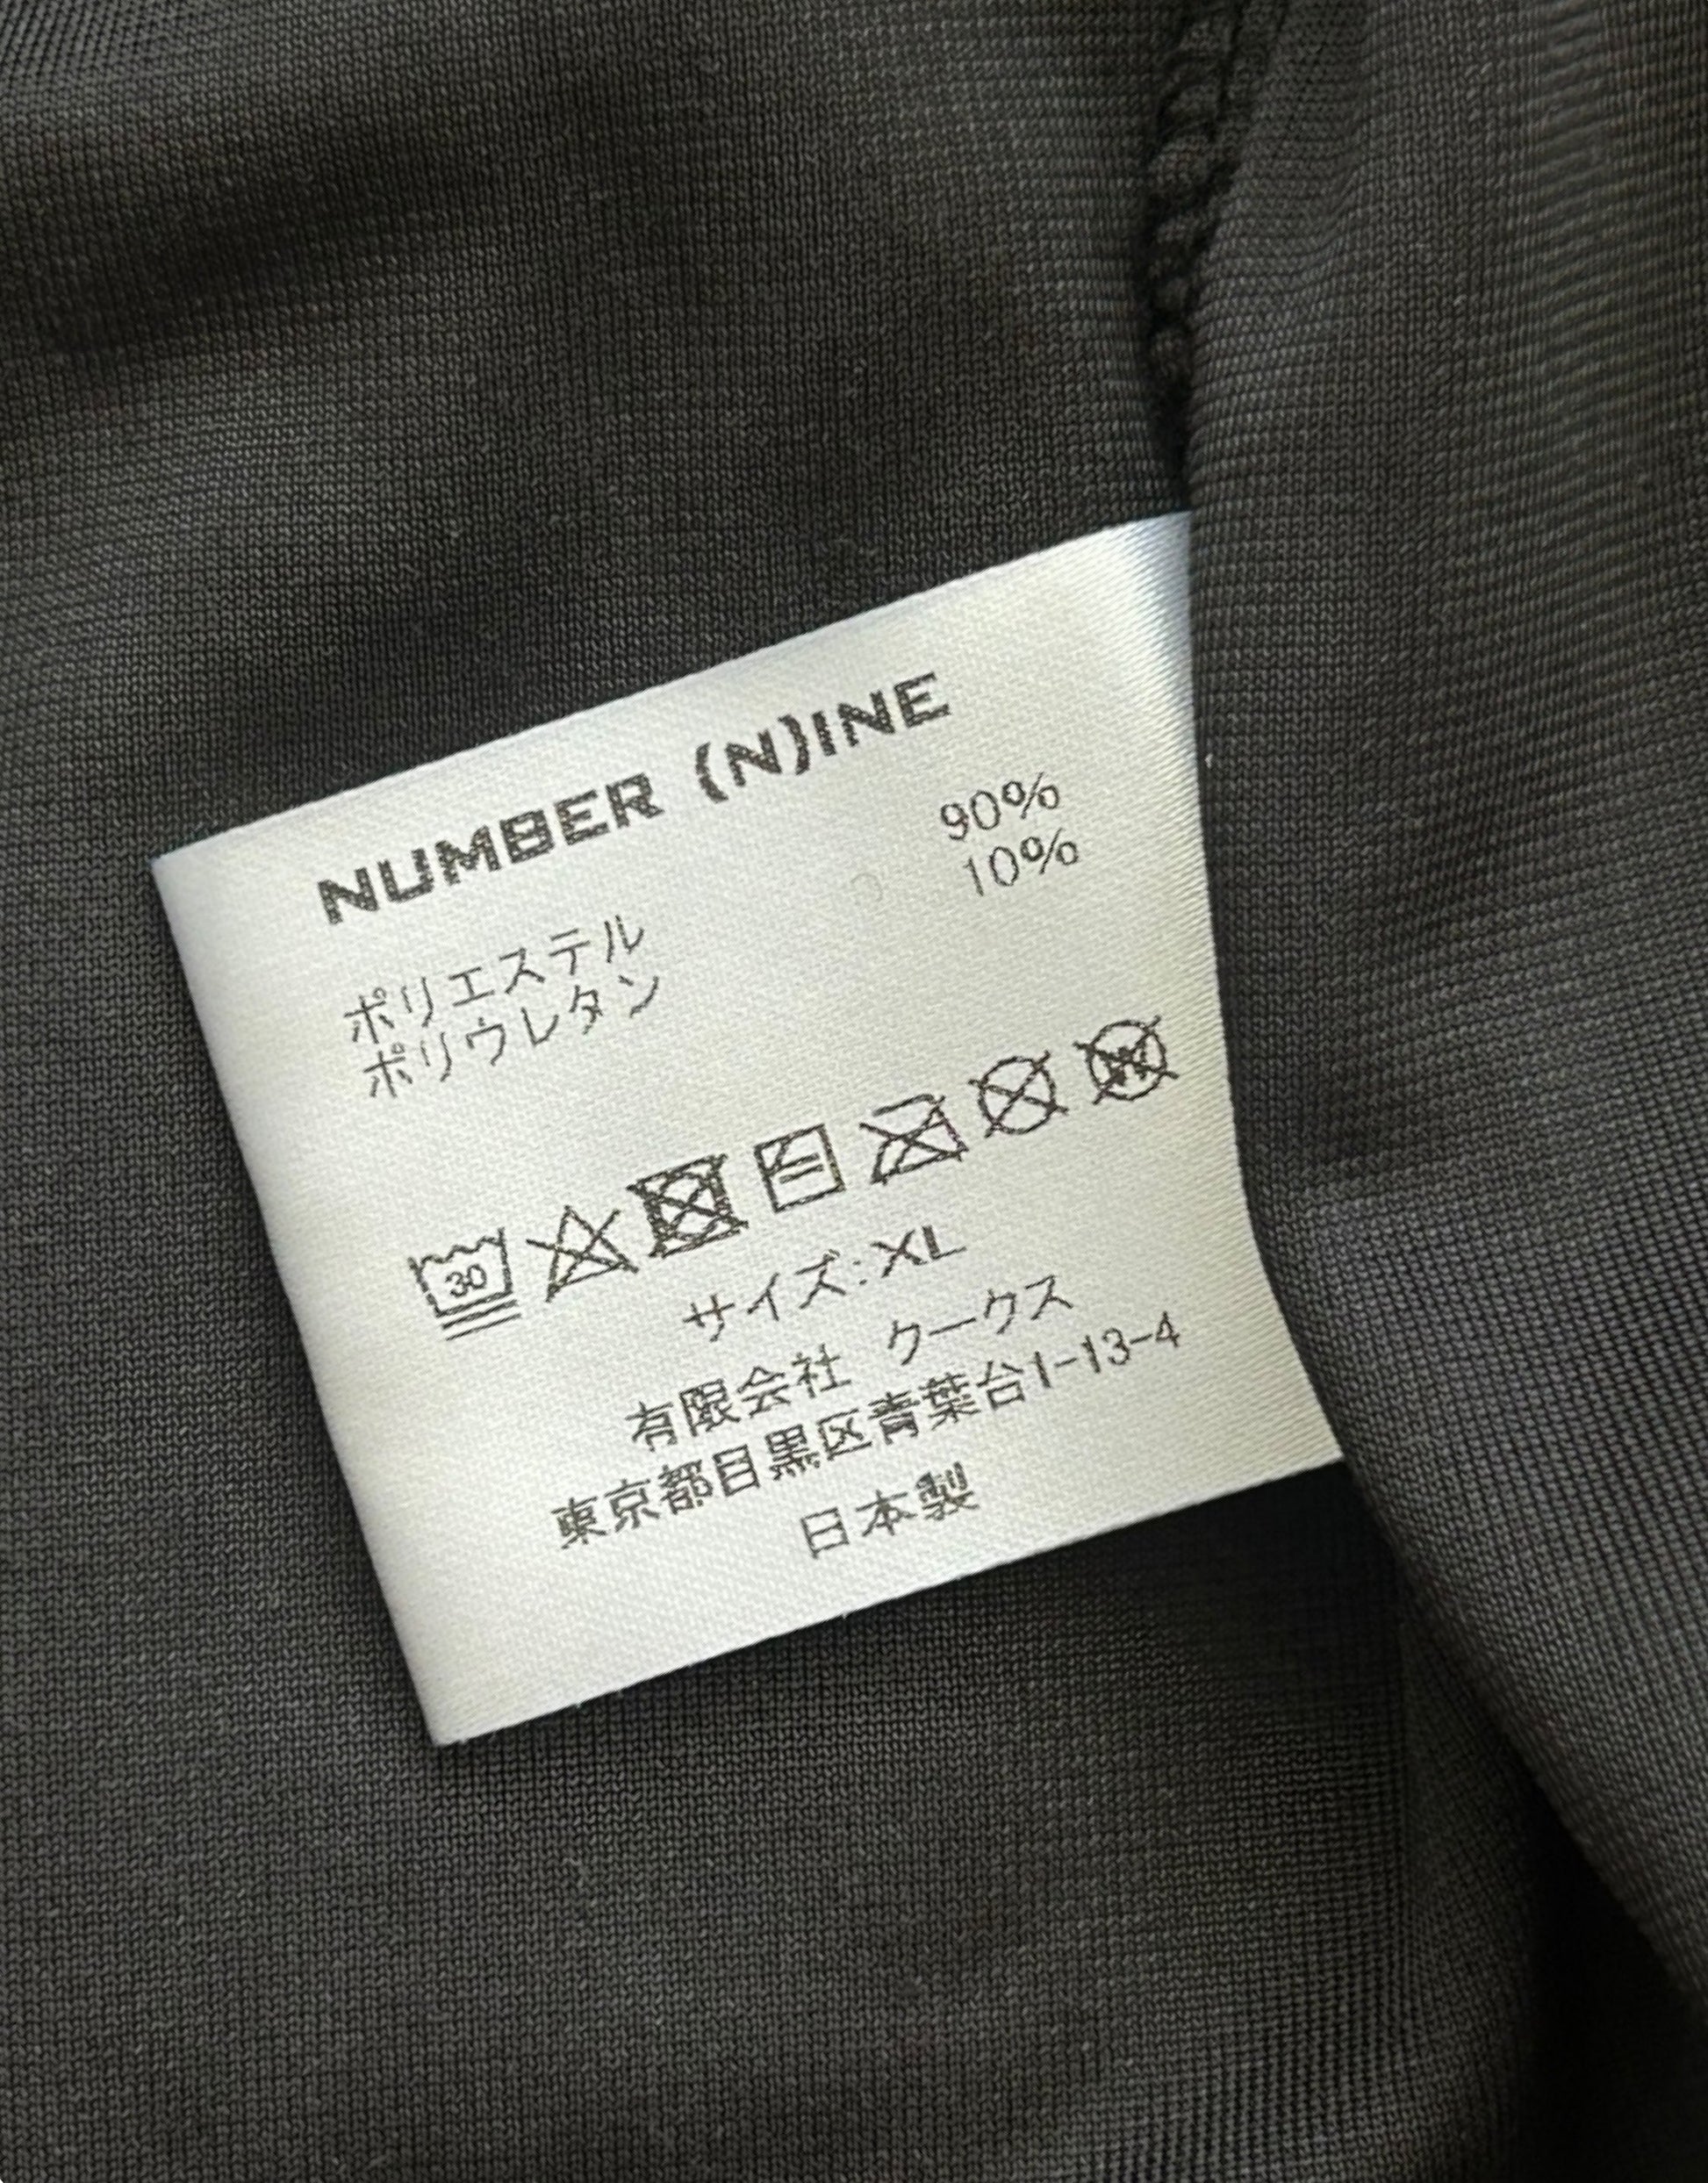 NUMBER (N)INE
ポリエステル 90%
ポリウレタン 10%
30
W
サイズ:XL
有限会社 クークス
東京都目黒区青葉台1-13-4
日本製